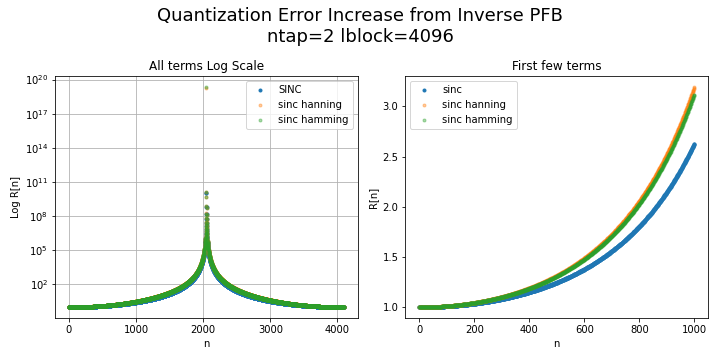 Quantization Error Increase from Inverse PFB
ntap=2 lblock=4096
All terms Log Scale
Log R[n]
10^20
10^17
10^14
10^11
10^8
10^5
10^2
SINC
sinc hanning
sinc hamming
0 1000 2000 3000 4000
n
First few terms
R[n]
3.0
2.5
2.0
1.5
1.0
sinc
sinc hanning
sinc hamming
0 200 400 600 800 1000
n